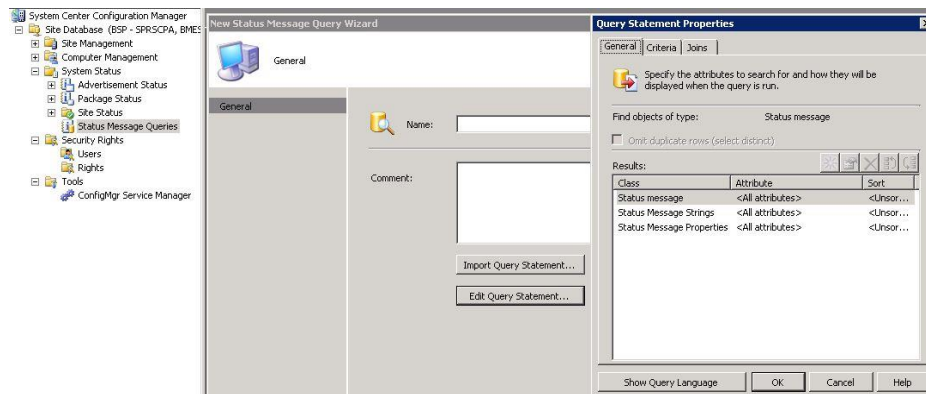 System Center Configuration Manager
Site Database (BSP - SPRSCPA, BMES
Site Management
Computer Management
System Status
Advertisement Status
Package Status
Site Status
Status Message Queries
Security Rights
Users
Rights
Tools
ConfigMgr Service Manager
New Status Message Query Wizard
General
General
Name:
Comment:
Import Query Statement...
Edit Query Statement...
Query Statement Properties
General Criteria Joins
Specify the attributes to search for and how they will be
displayed when the query is run.
Find objects of type: Status message
Omit duplicate rows (select distinct)
Results:
Class Attribute Sort
Status message <All attributes> <Unsor...
Status Message Strings <All attributes> <Unsor...
Status Message Properties <All attributes> <Unsor...
Show Query Language OK Cancel Help